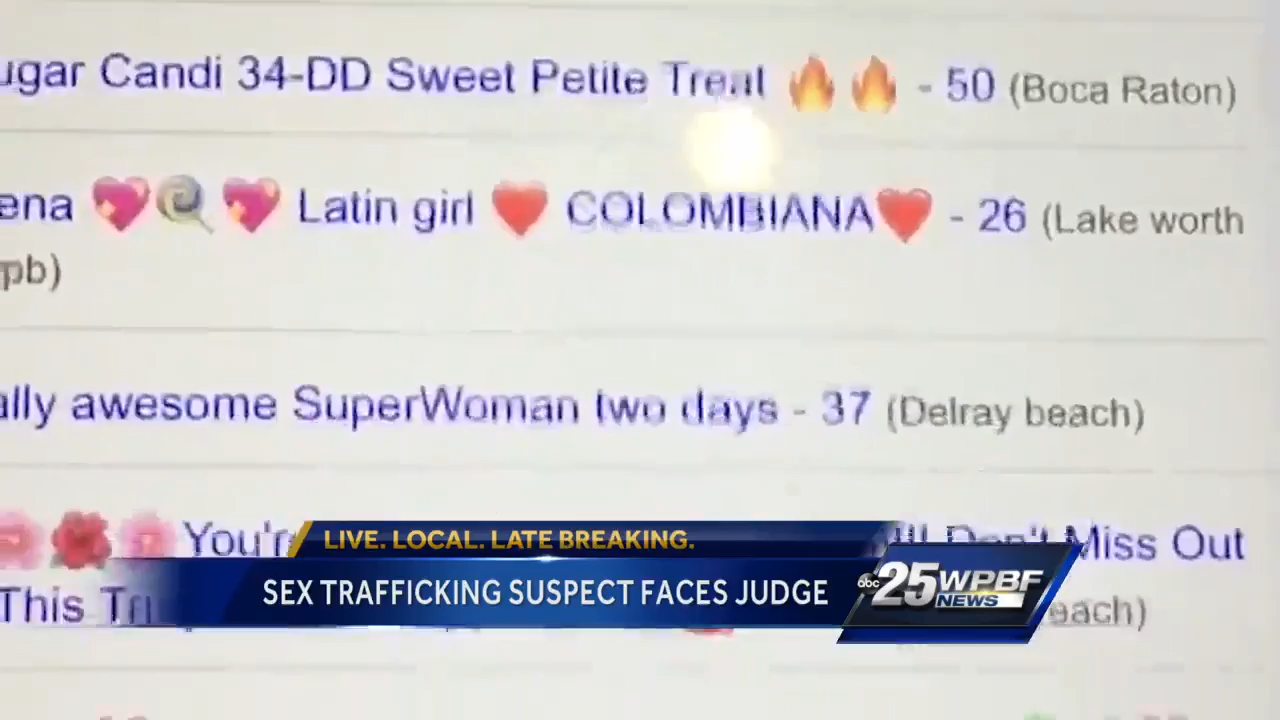 ugar Candi 34-DD Sweet Petite Treat 🔥 🔥 - 50 (Boca Raton)
ena 💖🍭💖 Latin girl ❤️ COLOMBIANA❤️ - 26 (Lake worth
pb)
ally awesome SuperWoman two days - 37 (Delray beach)
🌸🌺🌸 You're Don't Miss Out
This each)
LIVE. LOCAL. LATE BREAKING.
SEX TRAFFICKING SUSPECT FACES JUDGE
abc 25 WPBF NEWS